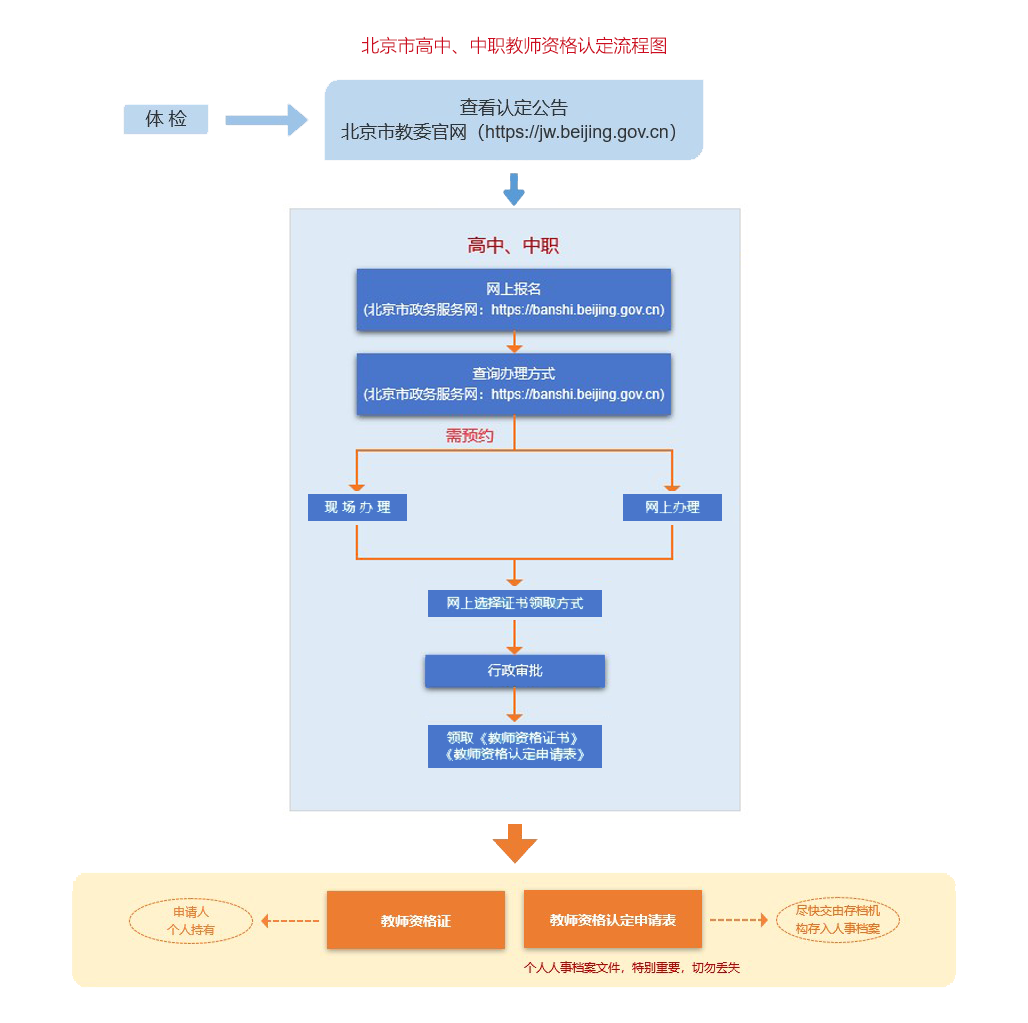 北京市高中、中职教师资格认定流程图
体 检
查看认定公告
北京市教委官网（https://jw.beijing.gov.cn）
高中、中职
网上报名
(北京市政务服务网：https://banshi.beijing.gov.cn)
查询办理方式
(北京市政务服务网：https://banshi.beijing.gov.cn)
需预约
现 场 办 理
网上办理
网上选择证书领取方式
行政审批
领取《教师资格证书》
《教师资格认定申请表》
申请人
个人持有
教师资格证
教师资格认定申请表
尽快交由存档机
构存入人事档案
个人人事档案文件，特别重要，切勿丢失